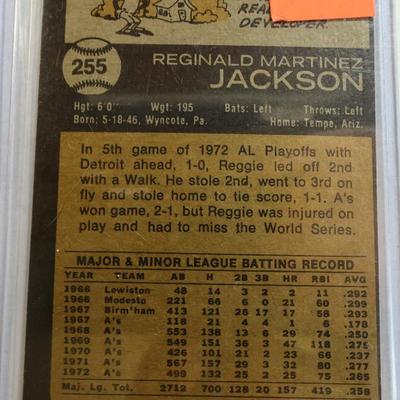 REA
DEVELOPER.
255
REGINALD MARTINEZ
JACKSON
Hgt: 6'0" Wgt: 195 Bats: Left Throws: Left
Born: 5-18-46, Wyncote, Pa. Home: Tempe, Ariz.
In 5th game of 1972 AL Playoffs with
Detroit ahead, 1-0, Reggie led off 2nd
with a Walk. He stole 2nd, went to 3rd on
fly and stole home to tie score, 1-1. A's
won game, 2-1, but Reggie was injured on
play and had to miss the World Series.
MAJOR & MINOR LEAGUE BATTING RECORD
YEAR TEAM AB H 2B 3B HR RBI AVG
1966 Lewiston 48 14 3 2 2 11 .292
1966 Modesto 221 66 6 0 21 60 .299
1967 Birm'ham 413 121 26 17 17 58 .293
1967 A's 118 21 4 4 1 6 .178
1968 A's 553 138 13 6 29 74 .250
1969 A's 549 151 36 3 47 118 .275
1970 A's 426 101 21 2 23 66 .237
1971 A's 567 157 29 3 32 80 .277
1972 A's 499 132 25 2 25 75 .265
Maj. Lg. Tot. 2712 700 128 20 157 419 .258